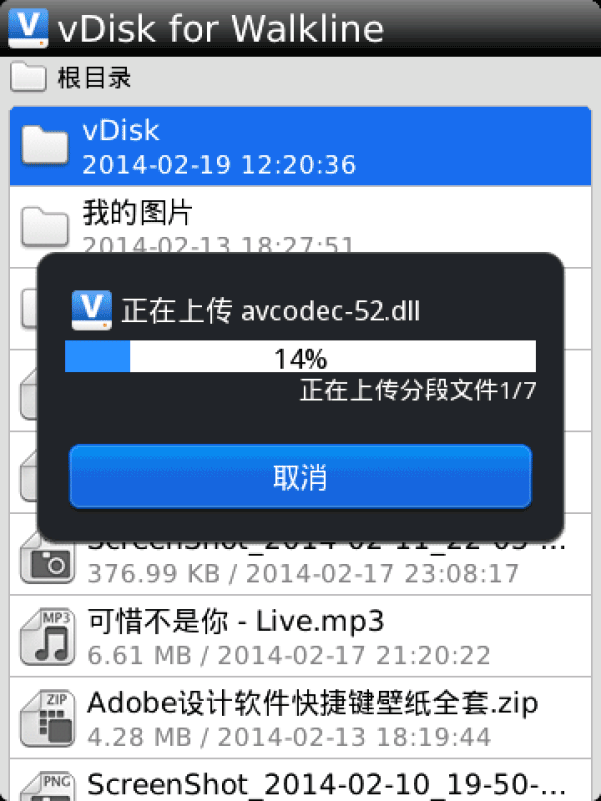 vDisk for Walkline
根目录
vDisk
2014-02-19 12:20:36
我的图片
2014-02-13 18:27:51
正在上传 avcodec-52.dll
14%
正在上传分段文件1/7
取消
ScreenShot_2014-02-11_22-05-...
376.99 KB / 2014-02-17 23:08:17
MP3
可惜不是你 - Live.mp3
6.61 MB / 2014-02-17 21:20:22
ZIP
Adobe设计软件快捷键壁纸全套.zip
4.28 MB / 2014-02-13 18:19:44
PNG
ScreenShot_2014-02-10_19-50-...